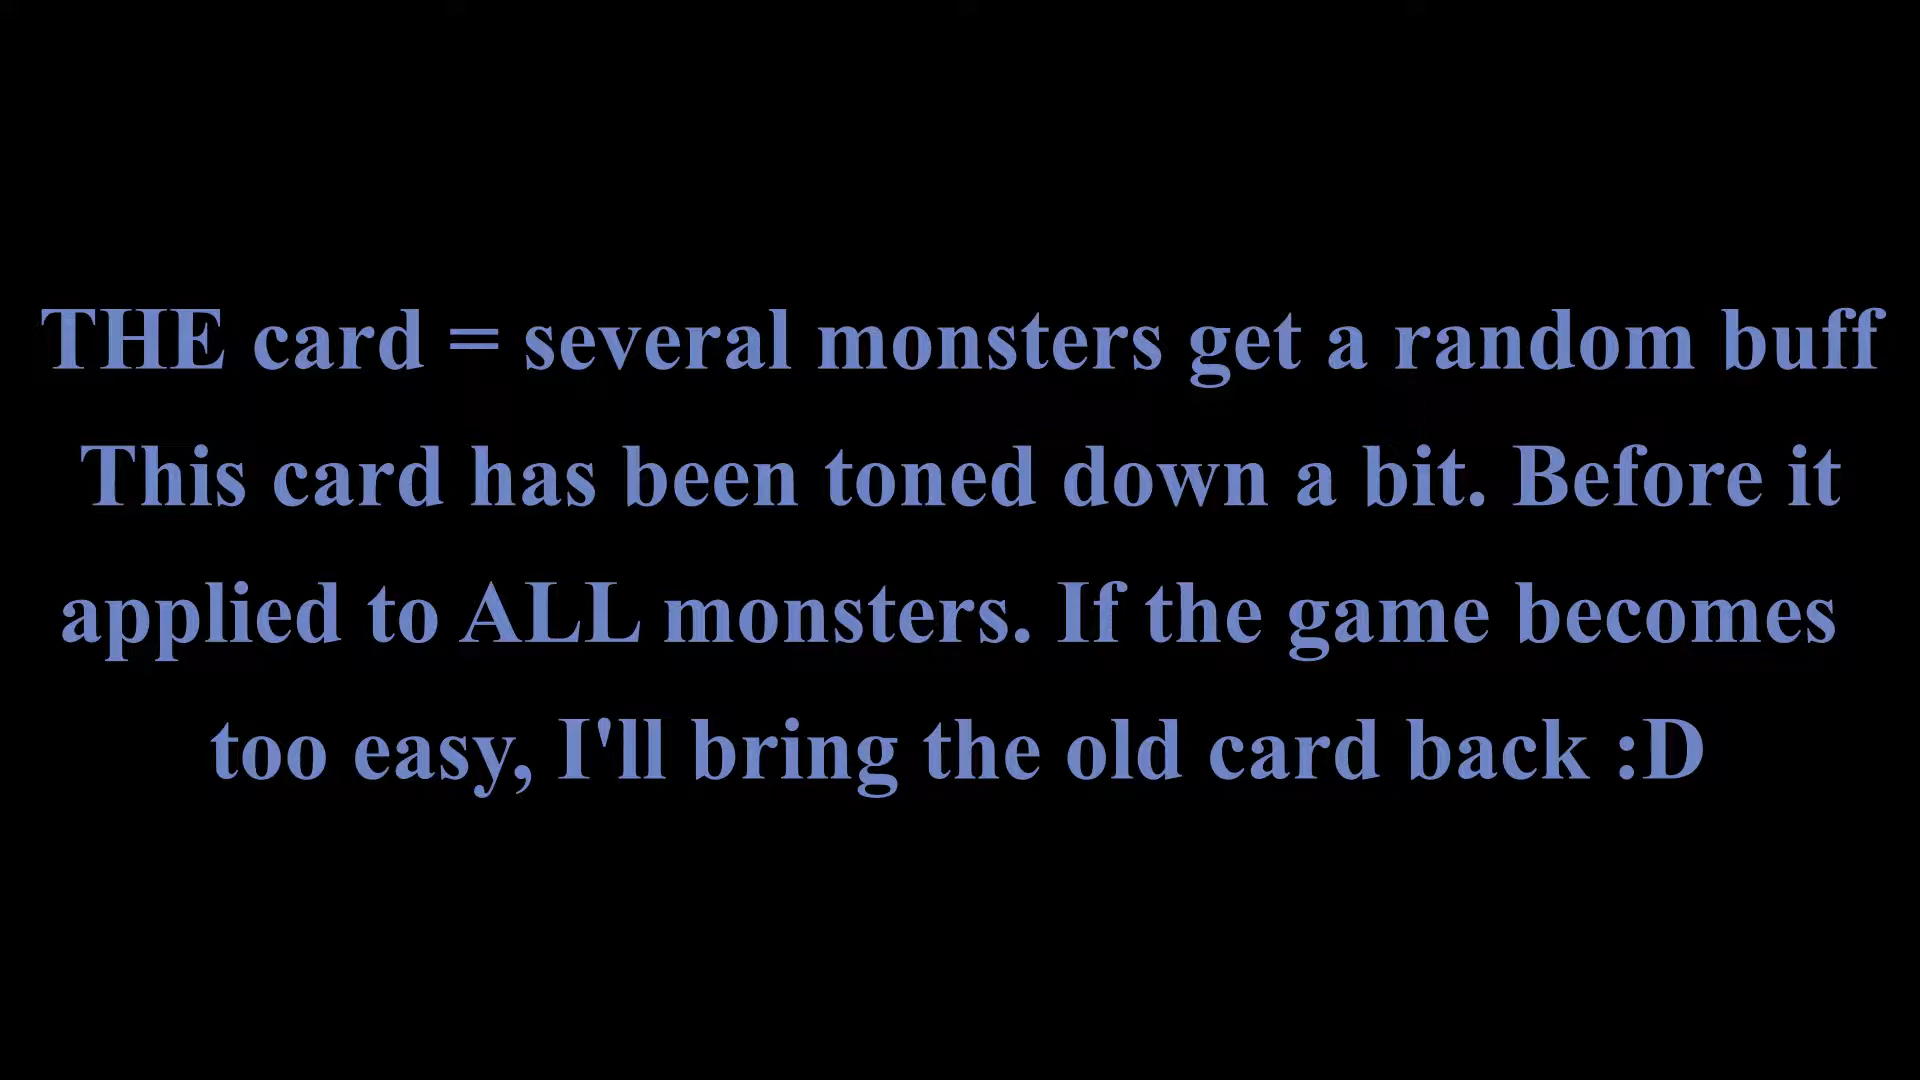 THE card = several monsters get a random buff
This card has been toned down a bit. Before it
applied to ALL monsters. If the game becomes
too easy, I'll bring the old card back :D